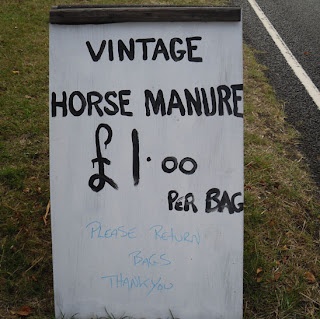 VINTAGE
HORSE MANURE
£1.00
PER BAG
PLEASE RETURN
BAGS
THANKYOU